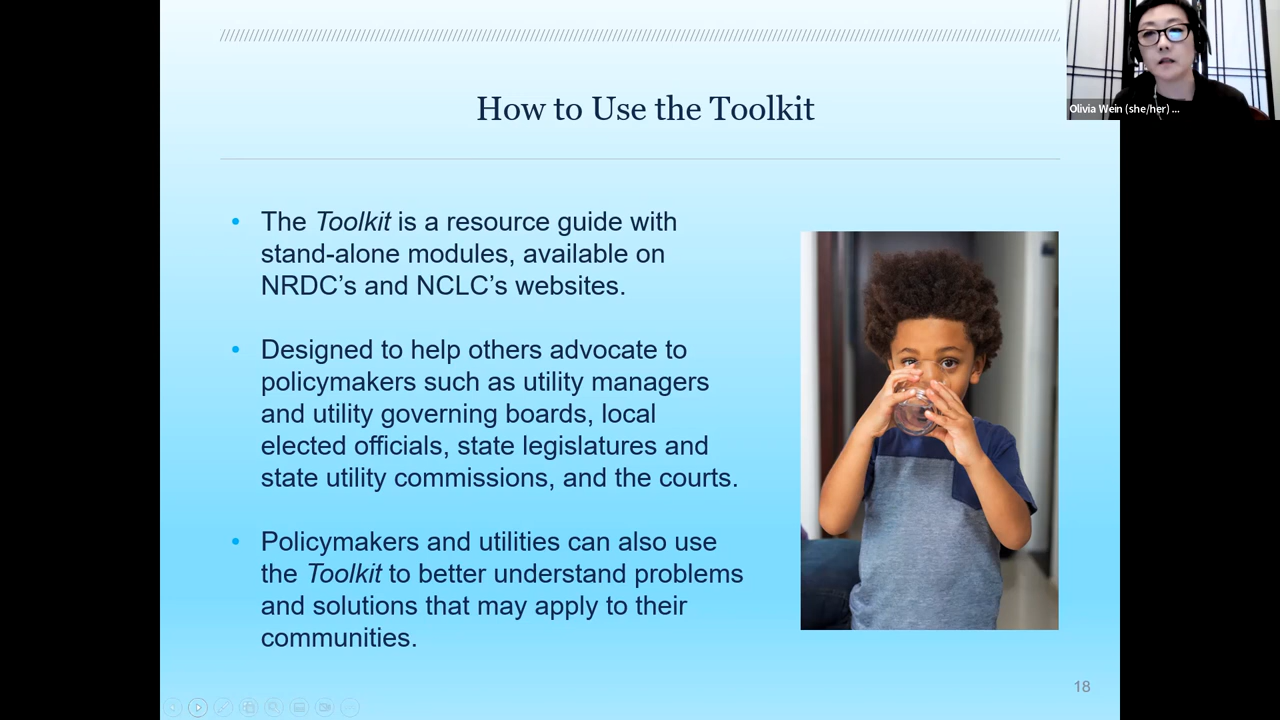 How to Use the Toolkit
Olivia Wein (she/her) ...
• The Toolkit is a resource guide with
stand-alone modules, available on
NRDC’s and NCLC’s websites.
• Designed to help others advocate to
policymakers such as utility managers
and utility governing boards, local
elected officials, state legislatures and
state utility commissions, and the courts.
• Policymakers and utilities can also use
the Toolkit to better understand problems
and solutions that may apply to their
communities.
18